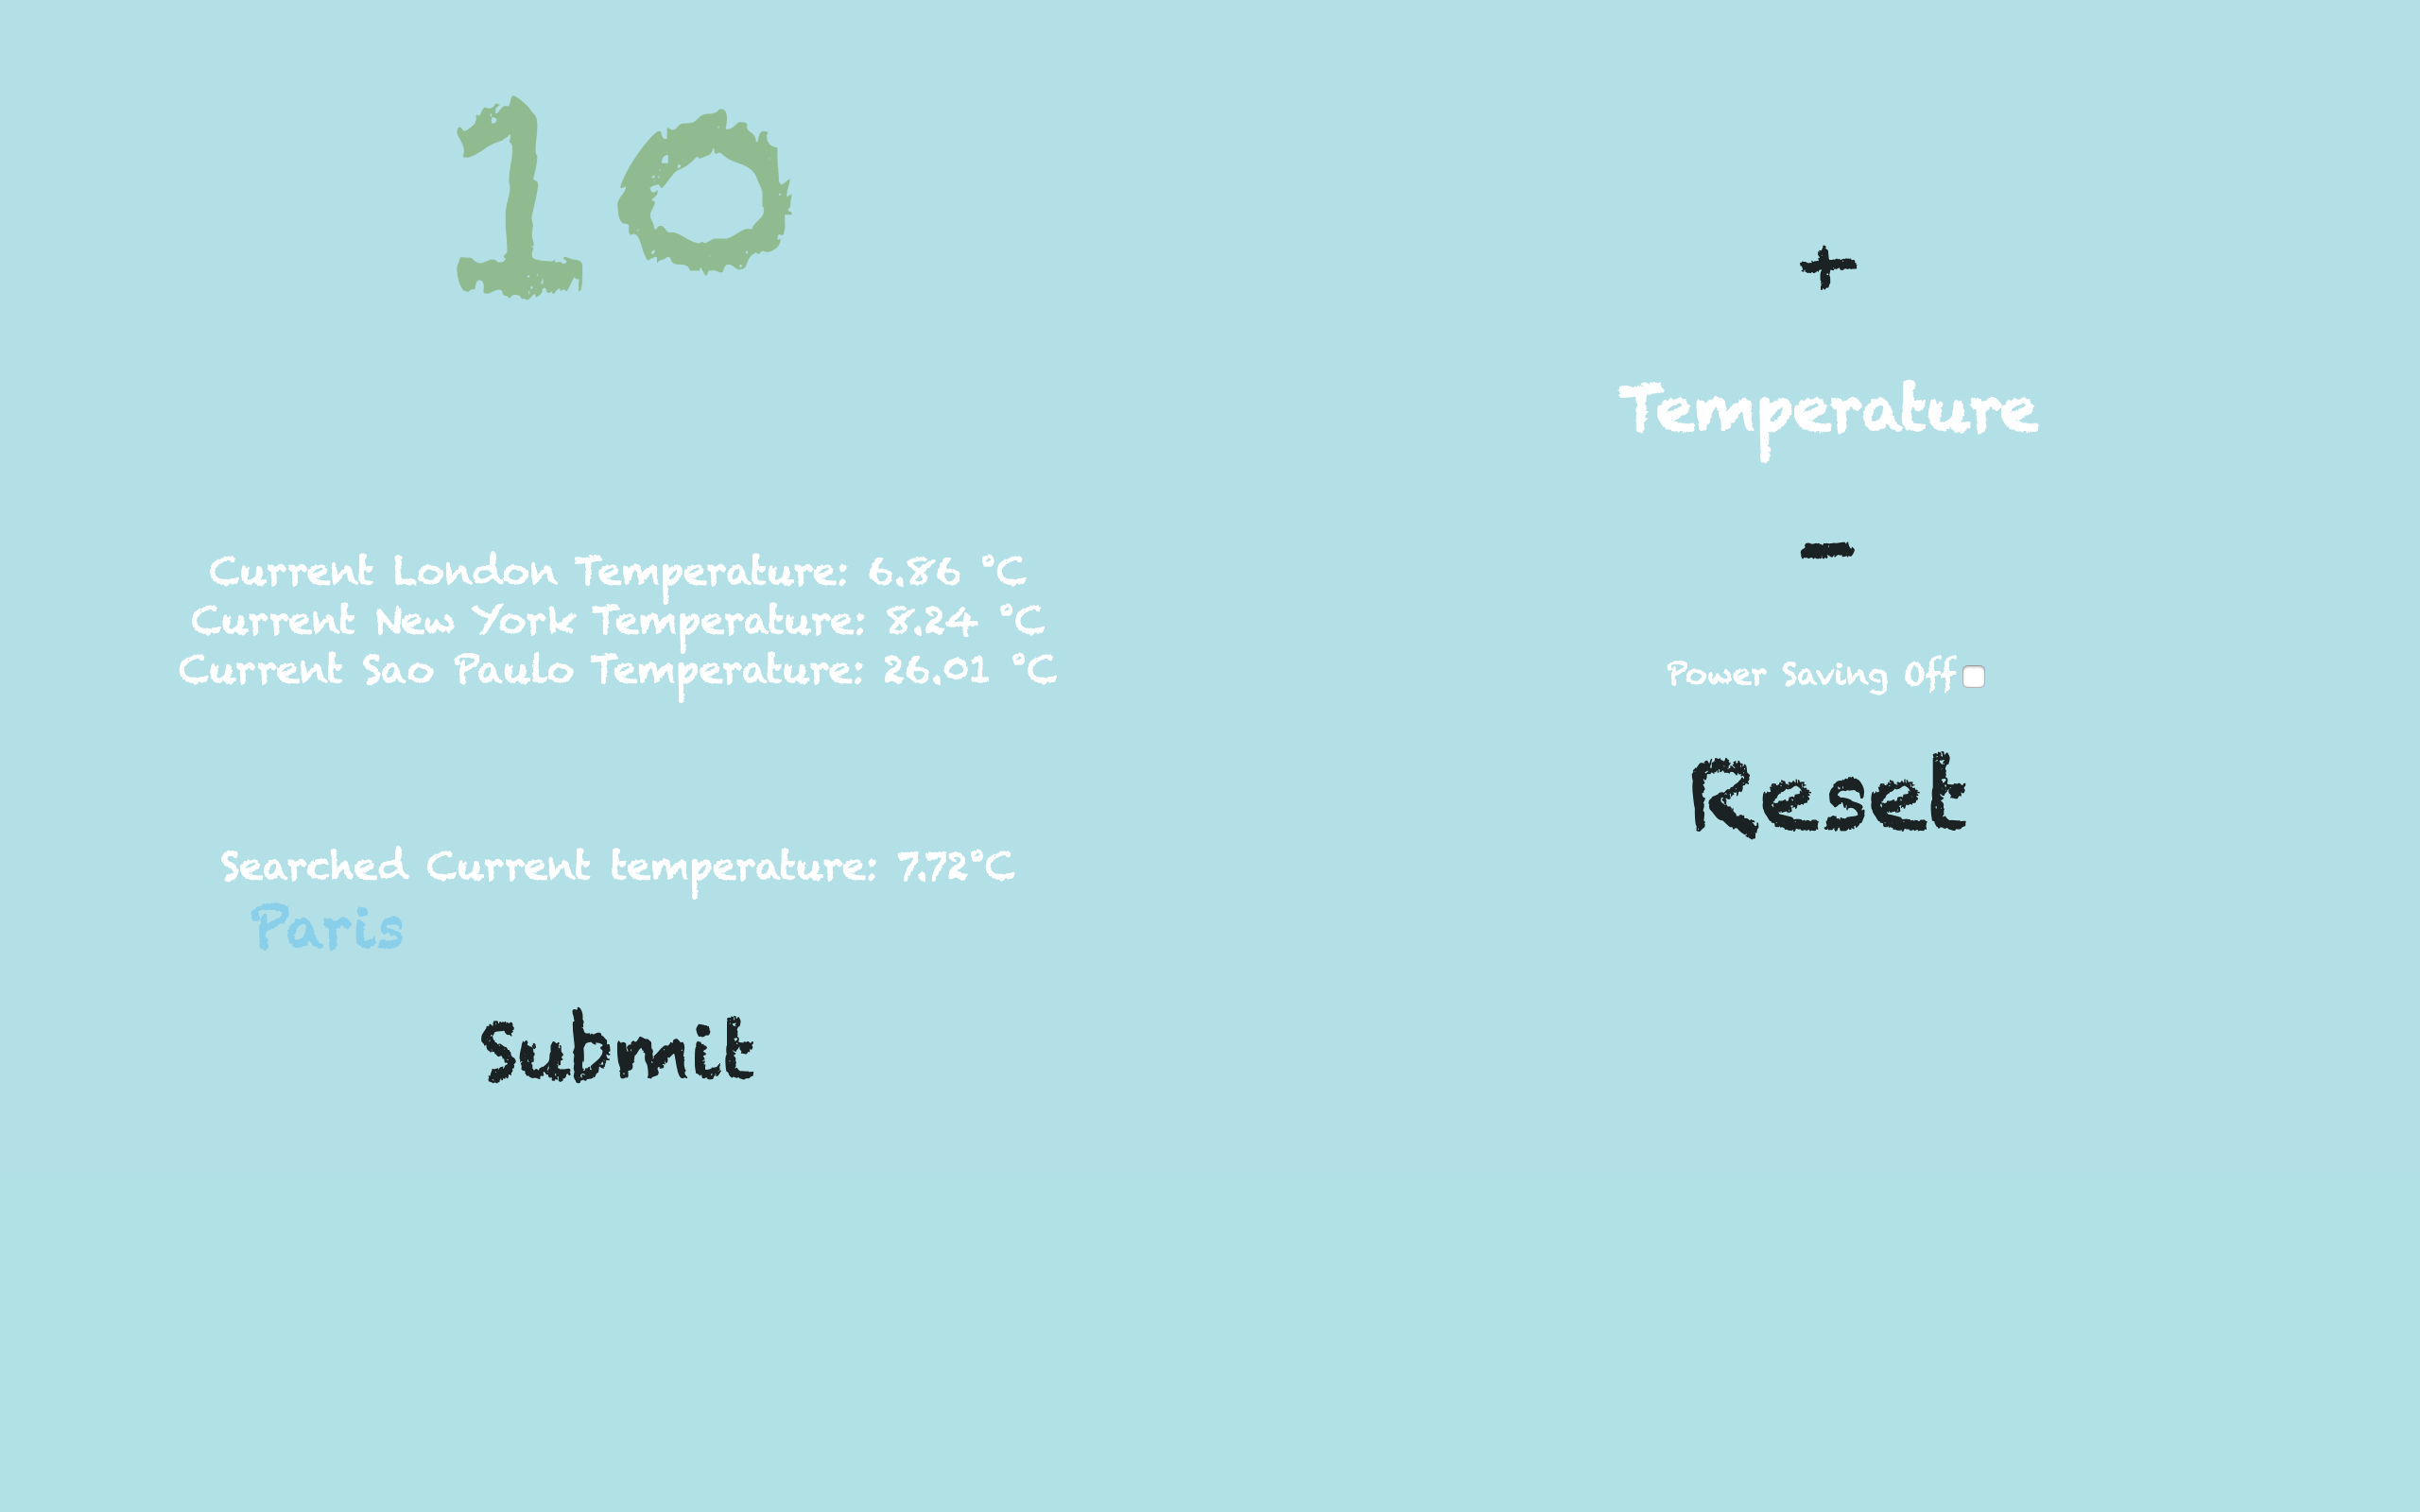 10
Current London Temperature: 6.86 °C
Current New York Temperature: 8.24 °C
Current Sao Paulo Temperature: 26.01 °C
Searched Current temperature: 7.72°C
Paris
Submit
+
Temperature
-
Power Saving Off
Reset